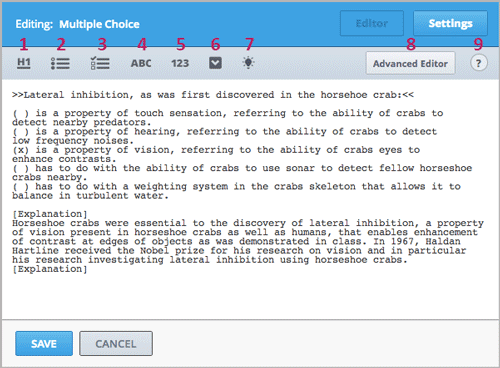 Editing: Multiple Choice
Editor
Settings
1 2 3 4 5 6 7 8 9
H1 ABC 123 Advanced Editor ?
>>Lateral inhibition, as was first discovered in the horsehoe crab:<<
( ) is a property of touch sensation, referring to the ability of crabs to
detect nearby predators.
( ) is a property of hearing, referring to the ability of crabs to detect
low frequency noises.
(x) is a property of vision, referring to the ability of crabs eyes to
enhance contrasts.
( ) has to do with the ability of crabs to use sonar to detect fellow horseshoe
crabs nearby.
( ) has to do with a weighting system in the crabs skeleton that allows it to
balance in turbulent water.
[Explanation]
Horseshoe crabs were essential to the discovery of lateral inhibition, a property
of vision present in horseshoe crabs as well as humans, that enables enhancement
of contrast at edges of objects as was demonstrated in class. In 1967, Haldan
Hartline received the Nobel prize for his research on vision and in particular
his research investigating lateral inhibition using horseshoe crabs.
[Explanation]
SAVE
CANCEL